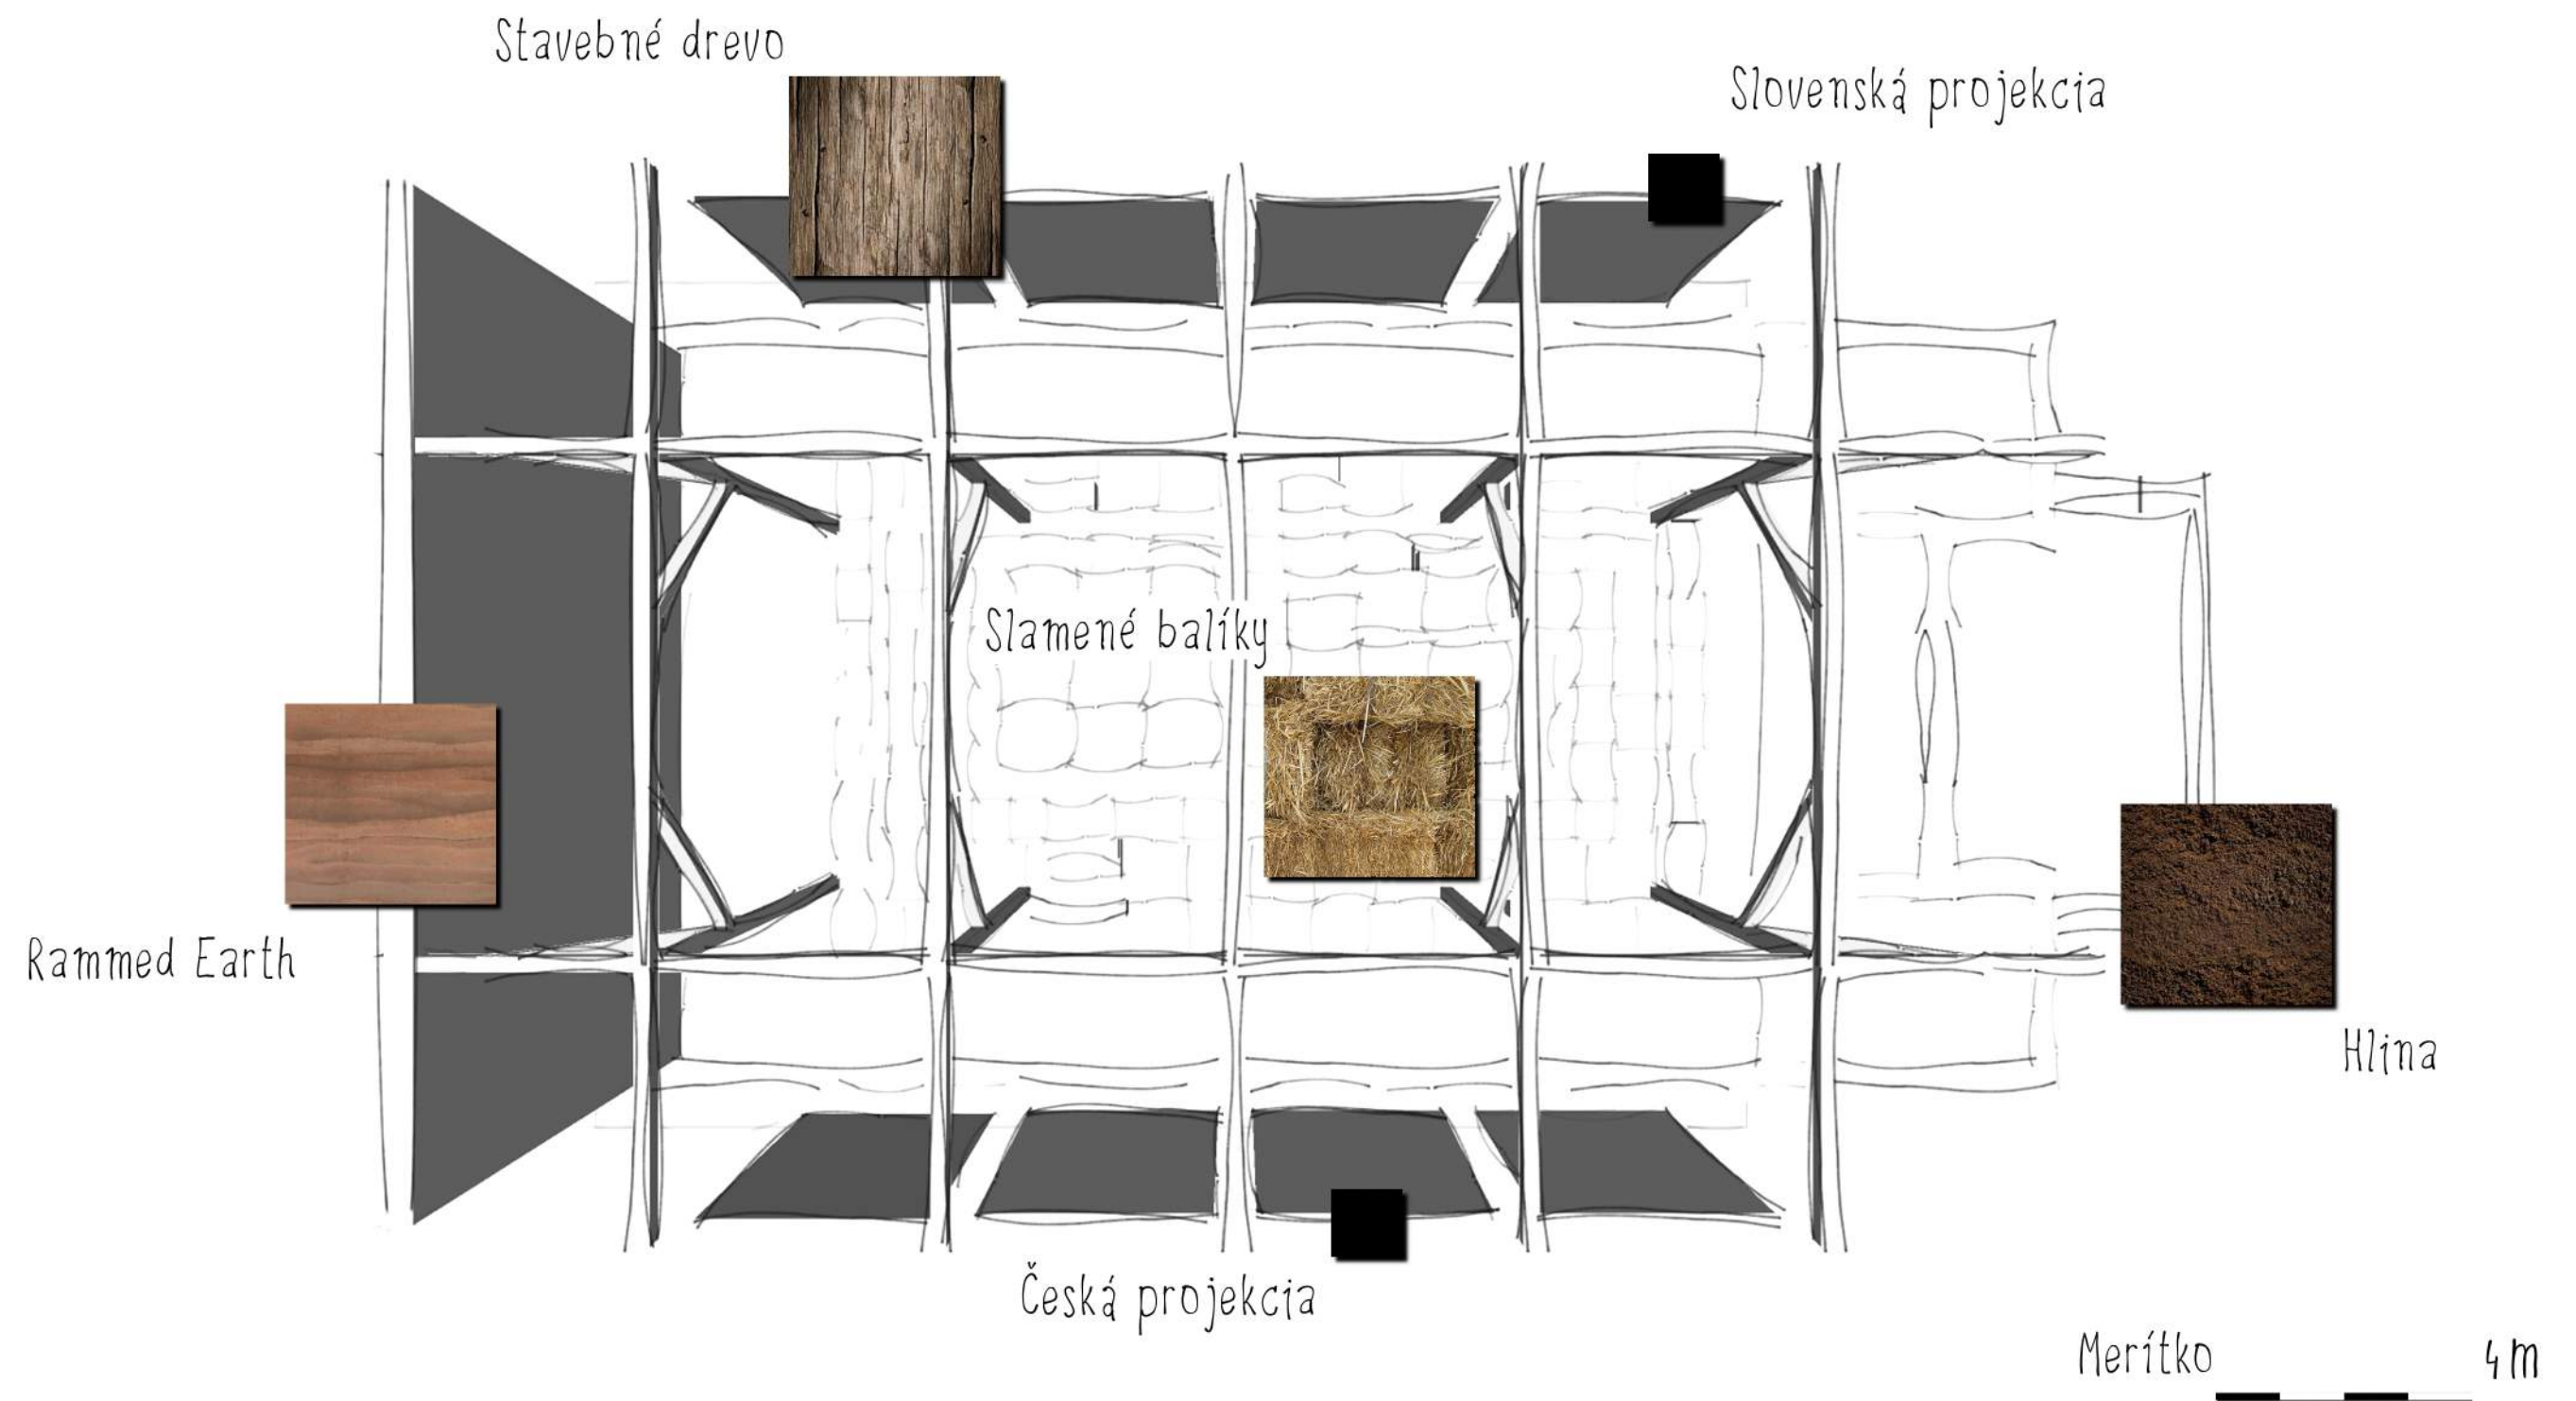 Stavebné drevo
Slovenská projekcia
Slamené balíky
Rammed Earth
Hlina
Česká projekcia
Merítko 4m